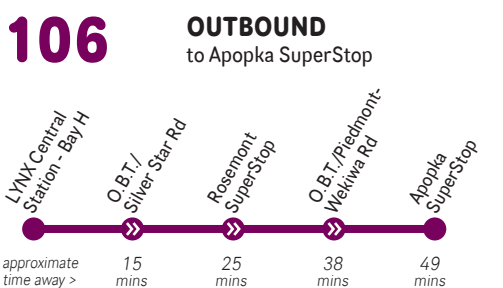 106
OUTBOUND
to Apopka SuperStop
LYNX Central
Station - Bay H
O.B.T./
Silver Star Rd
Rosemont
SuperStop
O.B.T./Piedmont-
Wekiwa Rd
Apopka
SuperStop
approximate
time away >
15
mins
25
mins
38
mins
49
mins